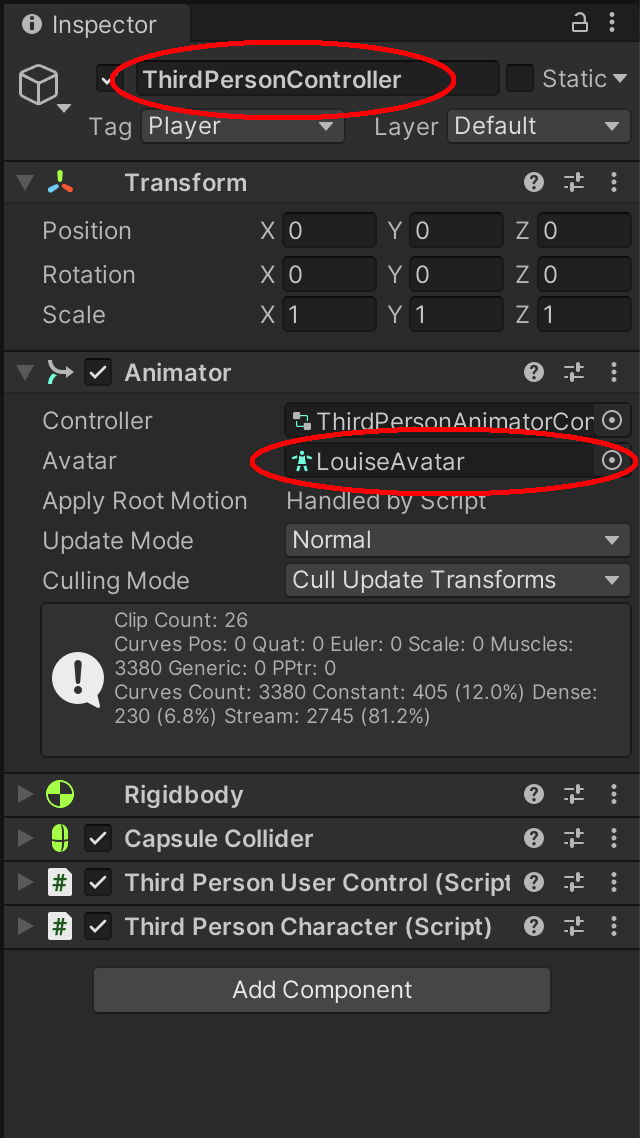 Inspector
ThirdPersonController Static
Tag Player Layer Default
Transform
Position X 0 Y 0 Z 0
Rotation X 0 Y 0 Z 0
Scale X 1 Y 1 Z 1
Animator
Controller ThirdPersonAnimatorCon
Avatar LouiseAvatar
Apply Root Motion Handled by Script
Update Mode Normal
Culling Mode Cull Update Transforms
Clip Count: 26
Curves Pos: 0 Quat: 0 Euler: 0 Scale: 0 Muscles:
3380 Generic: 0 PPtr: 0
Curves Count: 3380 Constant: 405 (12.0%) Dense:
230 (6.8%) Stream: 2745 (81.2%)
Rigidbody
Capsule Collider
# Third Person User Control (Script
# Third Person Character (Script)
Add Component